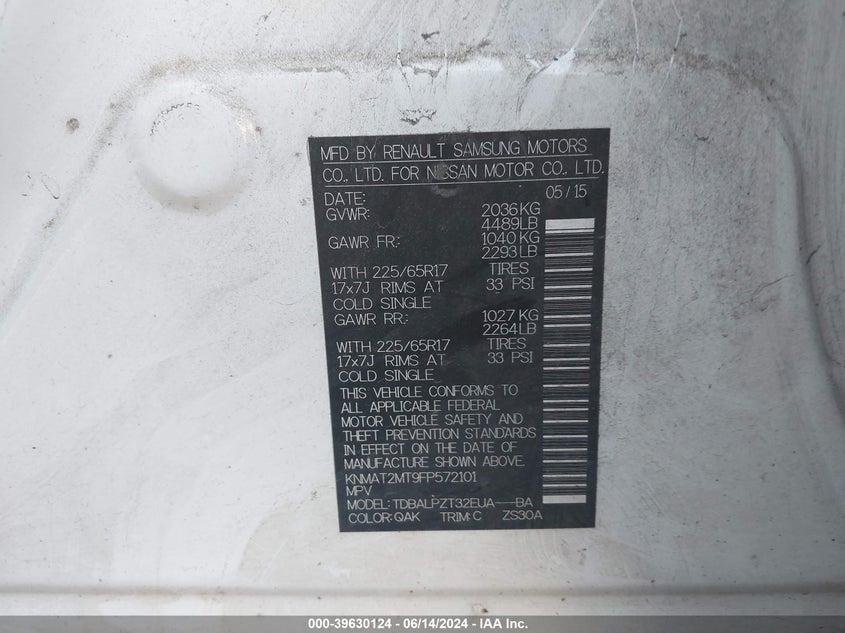 MFD BY RENAULT SAMSUNG MOTORS
CO., LTD. FOR NISSAN MOTOR CO., LTD.
DATE: 05/15
GVWR: 2036KG
4489LB
GAWR FR: 1040KG
2293LB
WITH 225/65R17 TIRES
17x7J RIMS AT 33 PSI
COLD SINGLE
GAWR RR: 1027KG
2264LB
WITH 225/65R17 TIRES
17x7J RIMS AT 33 PSI
COLD SINGLE
THIS VEHICLE CONFORMS TO
ALL APPLICABLE FEDERAL
MOTOR VEHICLE SAFETY AND
THEFT PREVENTION STANDARDS
IN EFFECT ON THE DATE OF
MANUFACTURE SHOWN ABOVE
KNMAT2MT9FP572101
MPV
MODEL: TDBALPZT32EUA---BA
COLOR: QAK TRIM: C ZS30A
000-39630124 - 06/14/2024 - IAA Inc.